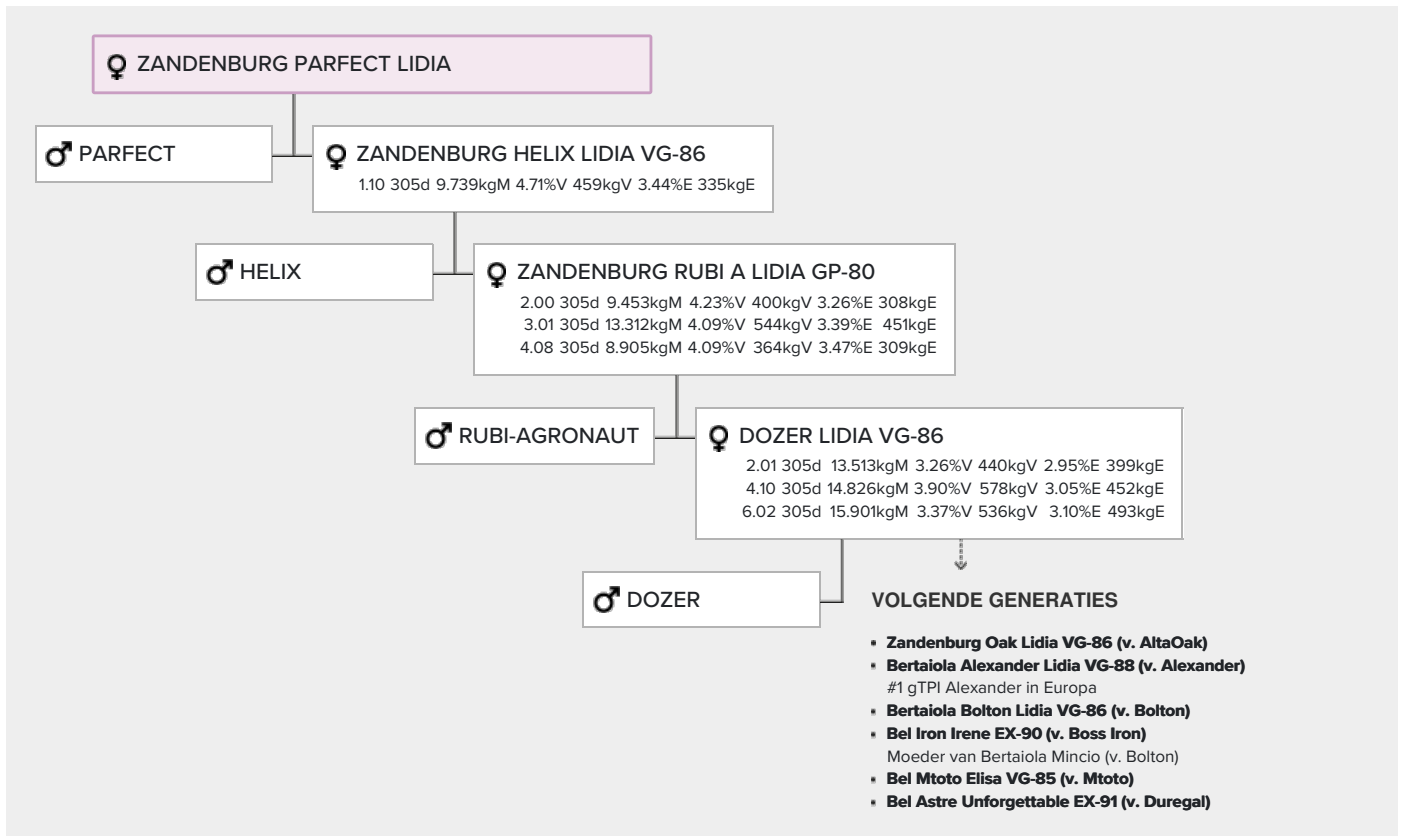 ZANDENBURG PARFECT LIDIA
PARFECT
ZANDENBURG HELIX LIDIA VG-86
1.10 305d 9.739kgM 4.71%V 459kgV 3.44%E 335kgE
HELIX
ZANDENBURG RUBI A LIDIA GP-80
2.00 305d 9.453kgM 4.23%V 400kgV 3.26%E 308kgE
3.01 305d 13.312kgM 4.09%V 544kgV 3.39%E 451kgE
4.08 305d 8.905kgM 4.09%V 364kgV 3.47%E 309kgE
RUBI-AGRONAUT
DOZER LIDIA VG-86
2.01 305d 13.513kgM 3.26%V 440kgV 2.95%E 399kgE
4.10 305d 14.826kgM 3.90%V 578kgV 3.05%E 452kgE
6.02 305d 15.901kgM 3.37%V 536kgV 3.10%E 493kgE
DOZER
VOLGENDE GENERATIES
▪ Zandenburg Oak Lidia VG-86 (v. AltaOak)
▪ Bertaiola Alexander Lidia VG-88 (v. Alexander)
#1 gTPI Alexander in Europa
▪ Bertaiola Bolton Lidia VG-86 (v. Bolton)
▪ Bel Iron Irene EX-90 (v. Boss Iron)
Moeder van Bertaiola Mincio (v. Bolton)
▪ Bel Mtoto Elisa VG-85 (v. Mtoto)
▪ Bel Astre Unforgettable EX-91 (v. Duregal)